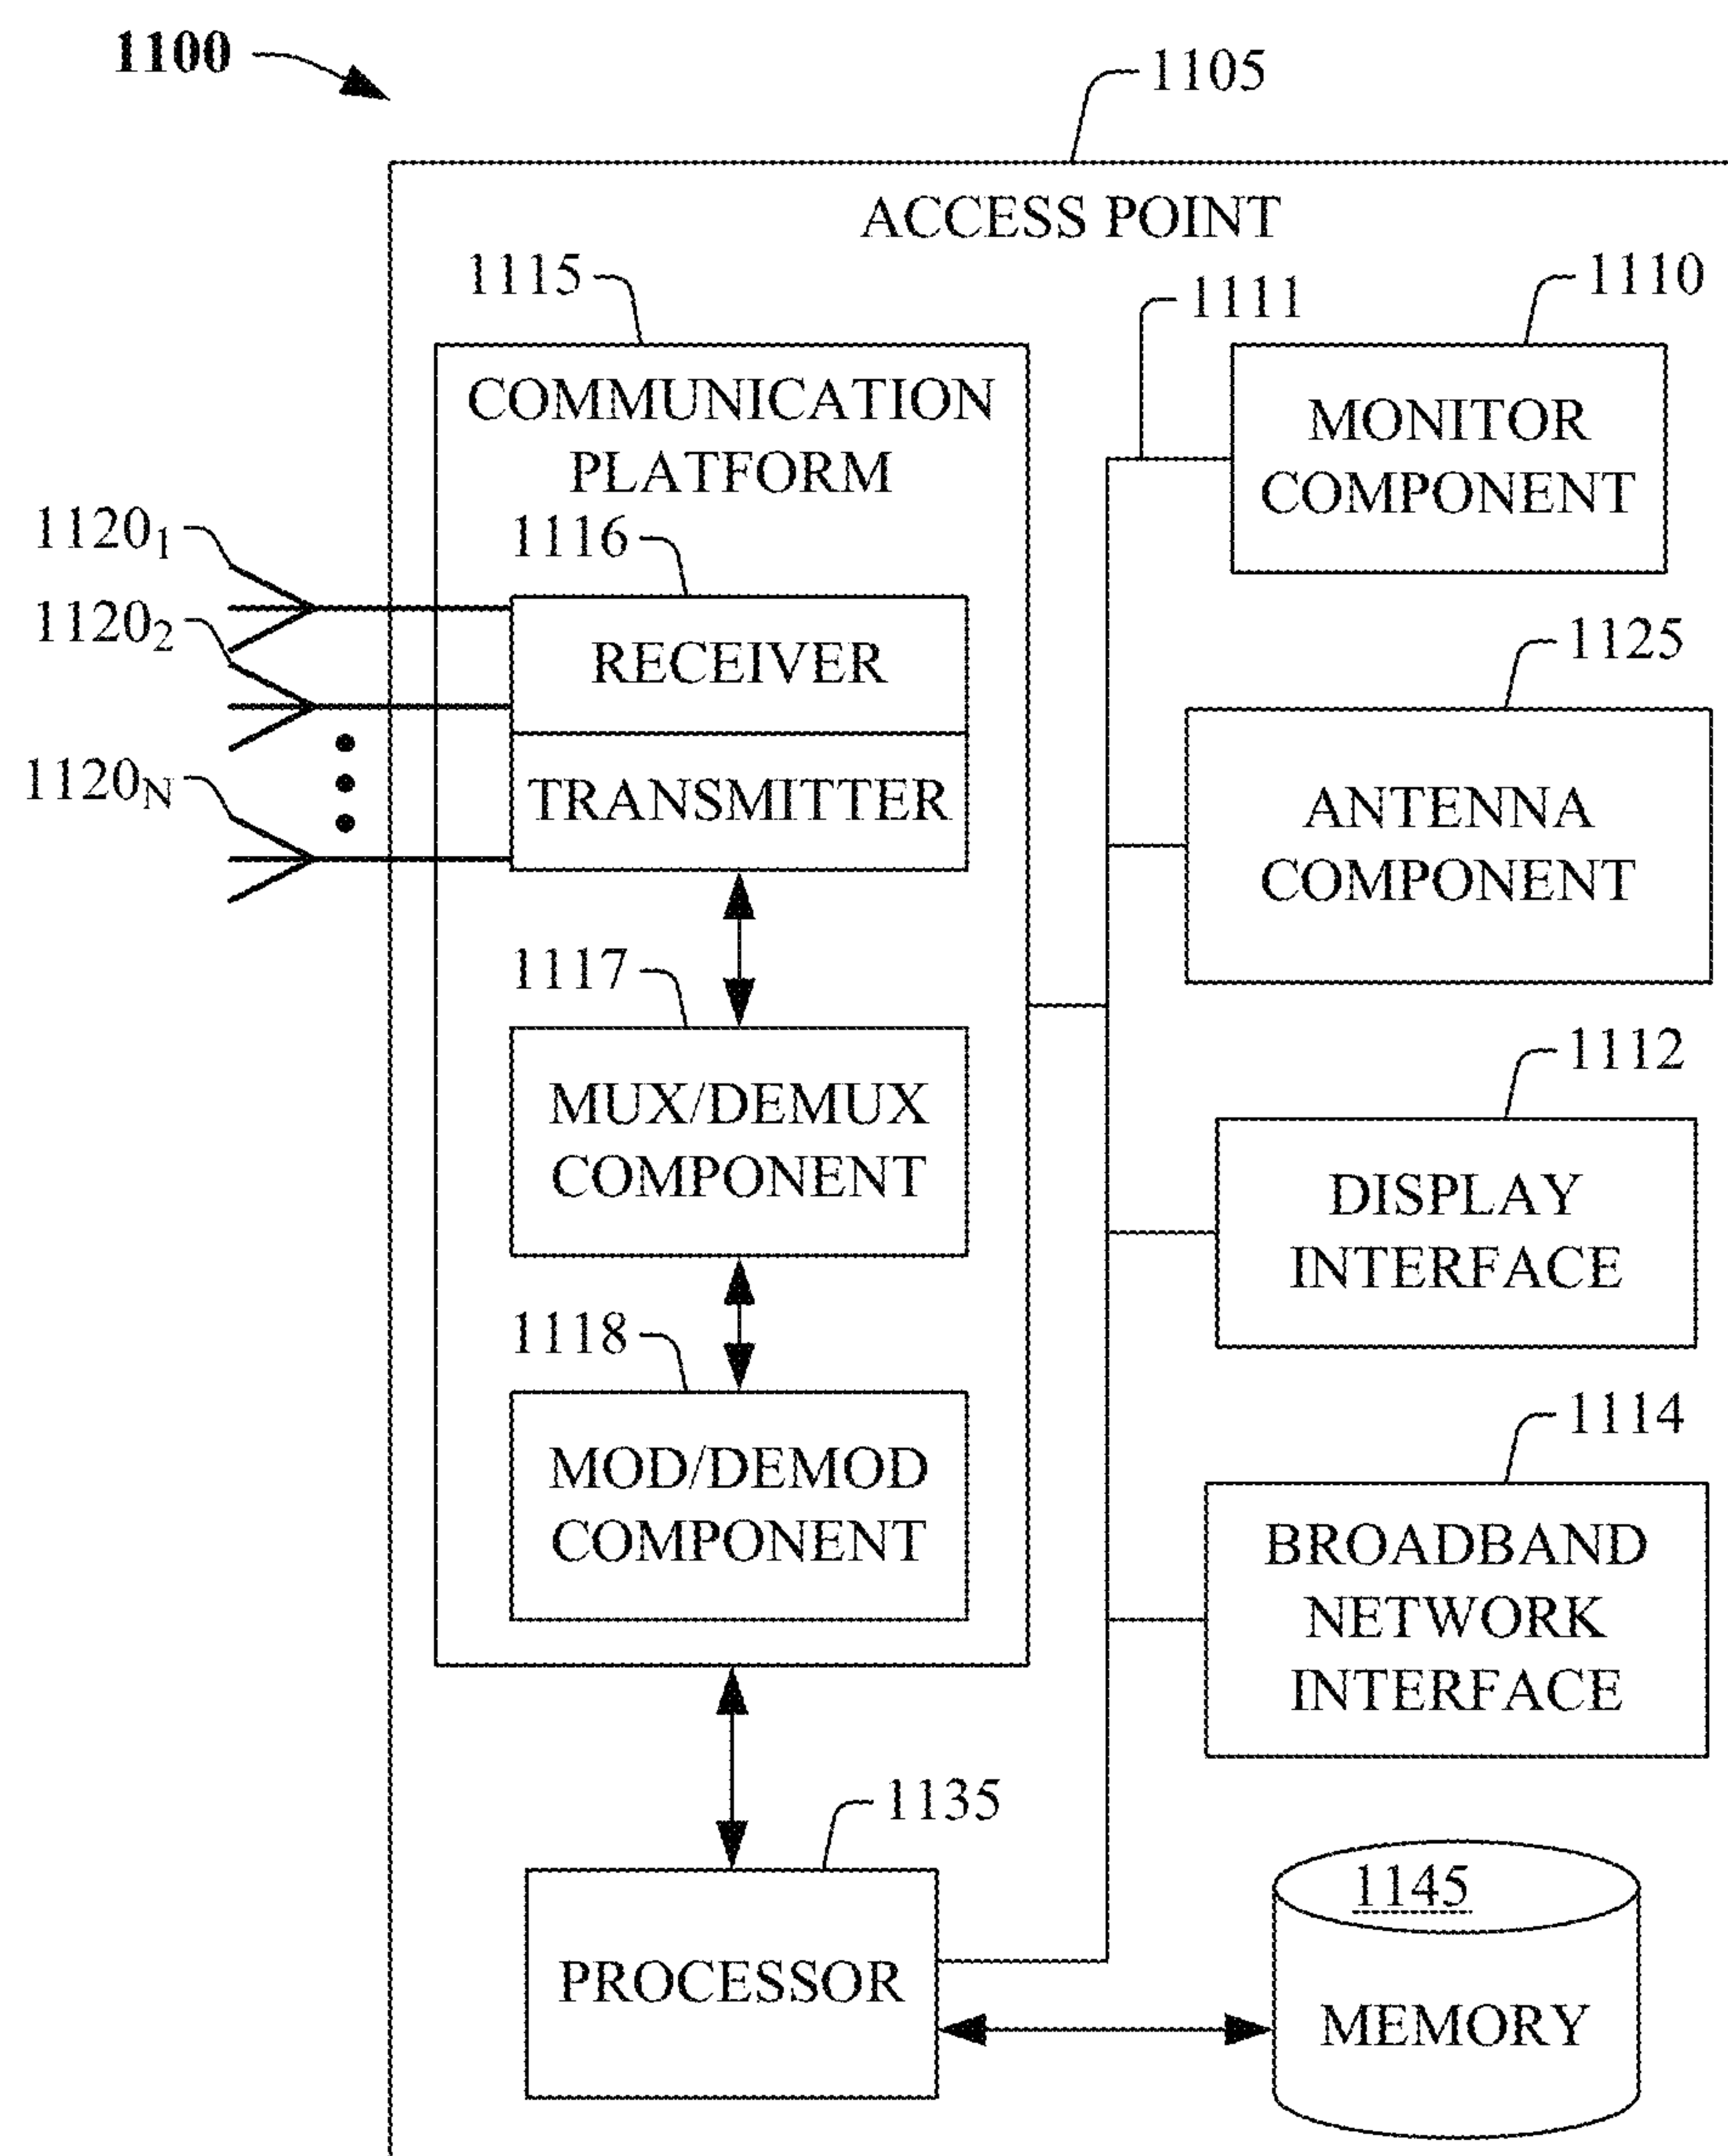 1100
1105
ACCESS POINT
1115
1111
1110
COMMUNICATION
PLATFORM
MONITOR
COMPONENT
1120₁
1116
1120₂
RECEIVER
1125
1120N
TRANSMITTER
ANTENNA
COMPONENT
1117
1112
MUX/DEMUX
COMPONENT
DISPLAY
INTERFACE
1118
1114
MOD/DEMOD
COMPONENT
BROADBAND
NETWORK
INTERFACE
1135
1145
PROCESSOR
MEMORY